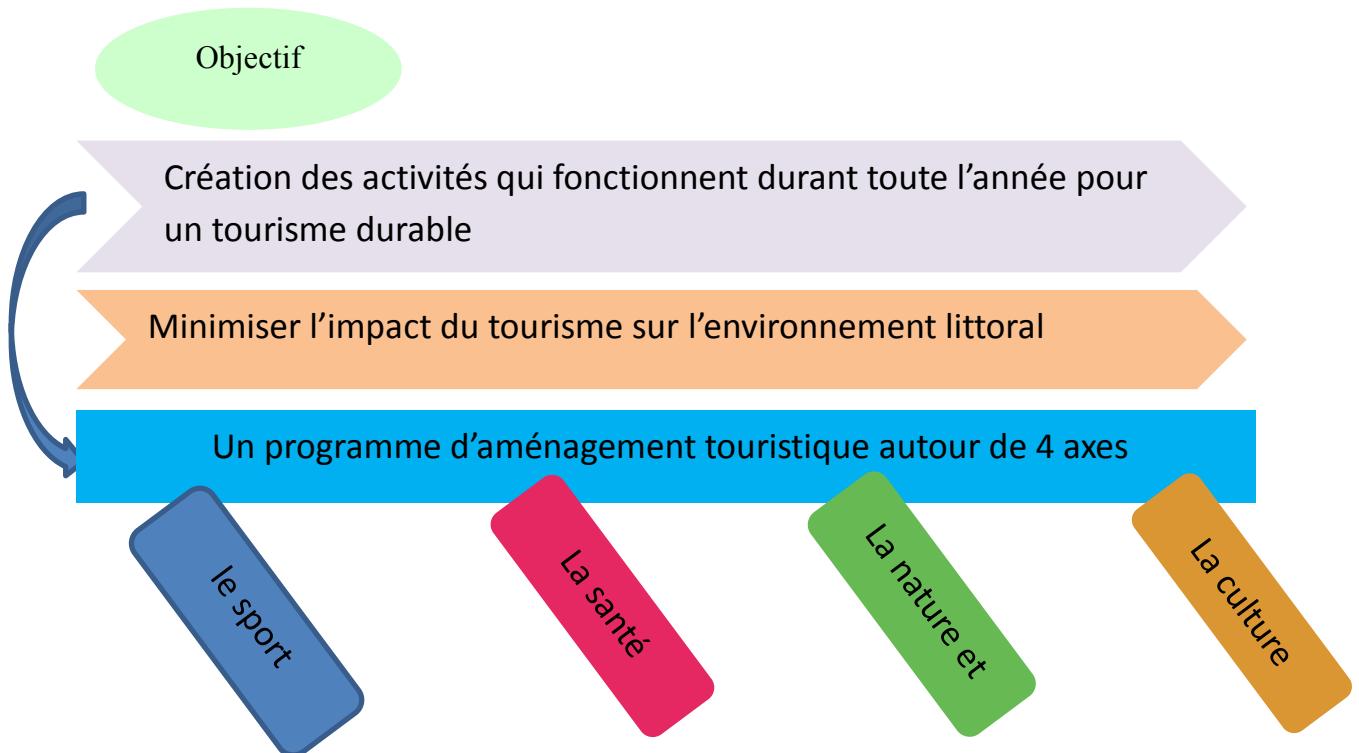 Objectif
Création des activités qui fonctionnent durant toute l’année pour
un tourisme durable
Minimiser l’impact du tourisme sur l’environnement littoral
Un programme d’aménagement touristique autour de 4 axes
le sport
La santé
La nature et
La culture